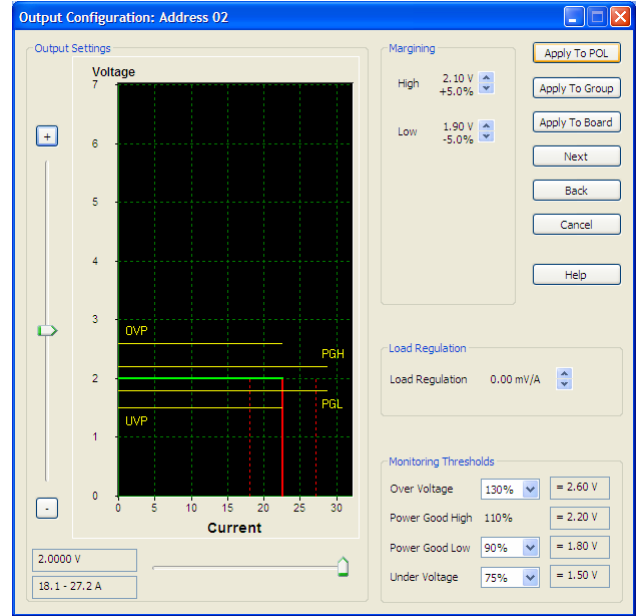 Output Configuration: Address 02
Output Settings
Voltage
7
6
5
4
3
2
1
0
+
-
OVP
PGH
PGL
UVP
0 5 10 15 20 25 30
Current
2.0000 V
18.1 - 27.2 A
Margining
High 2.10 V
+5.0%
Low 1.90 V
-5.0%
Apply To POL
Apply To Group
Apply To Board
Next
Back
Cancel
Help
Load Regulation
Load Regulation 0.00 mV/A
Monitoring Thresholds
Over Voltage 130% = 2.60 V
Power Good High 110% = 2.20 V
Power Good Low 90% = 1.80 V
Under Voltage 75% = 1.50 V